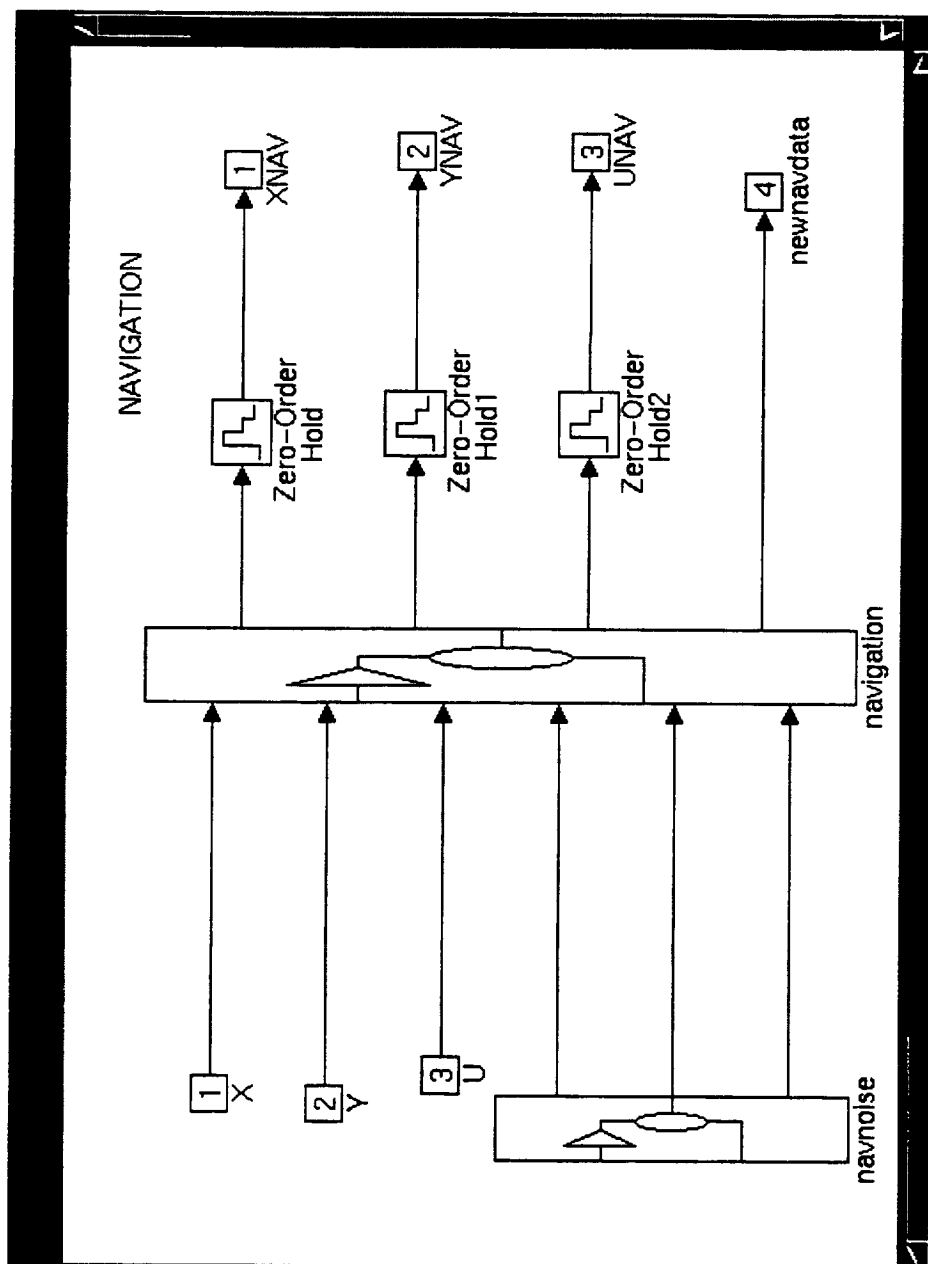 NAVIGATION
1
X
2
Y
3
U
navnoise
navigation
Zero-Order
Hold
Zero-Order
Hold1
Zero-Order
Hold2
1
XNAV
2
YNAV
3
UNAV
4
newnavdata